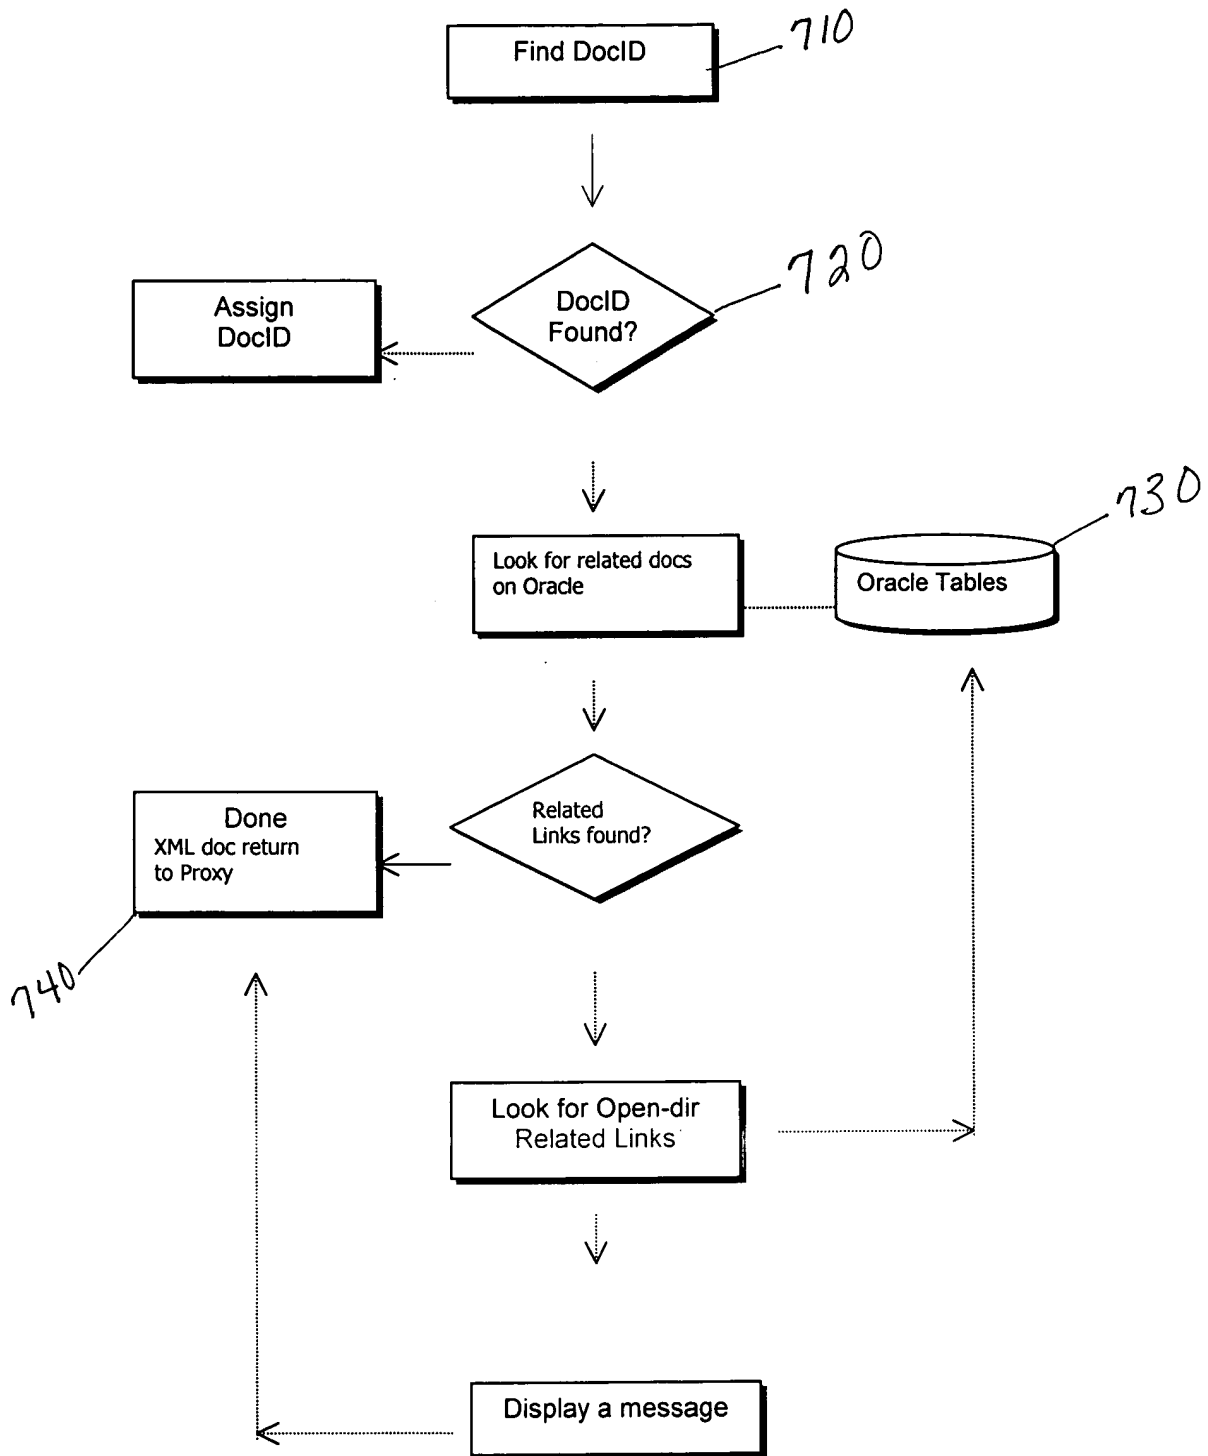 Find DocID
710
DocID
Found?
720
Assign
DocID
Look for related docs
on Oracle
Oracle Tables
730
Related
Links found?
Done
XML doc return
to Proxy
740
Look for Open-dir
Related Links
Display a message